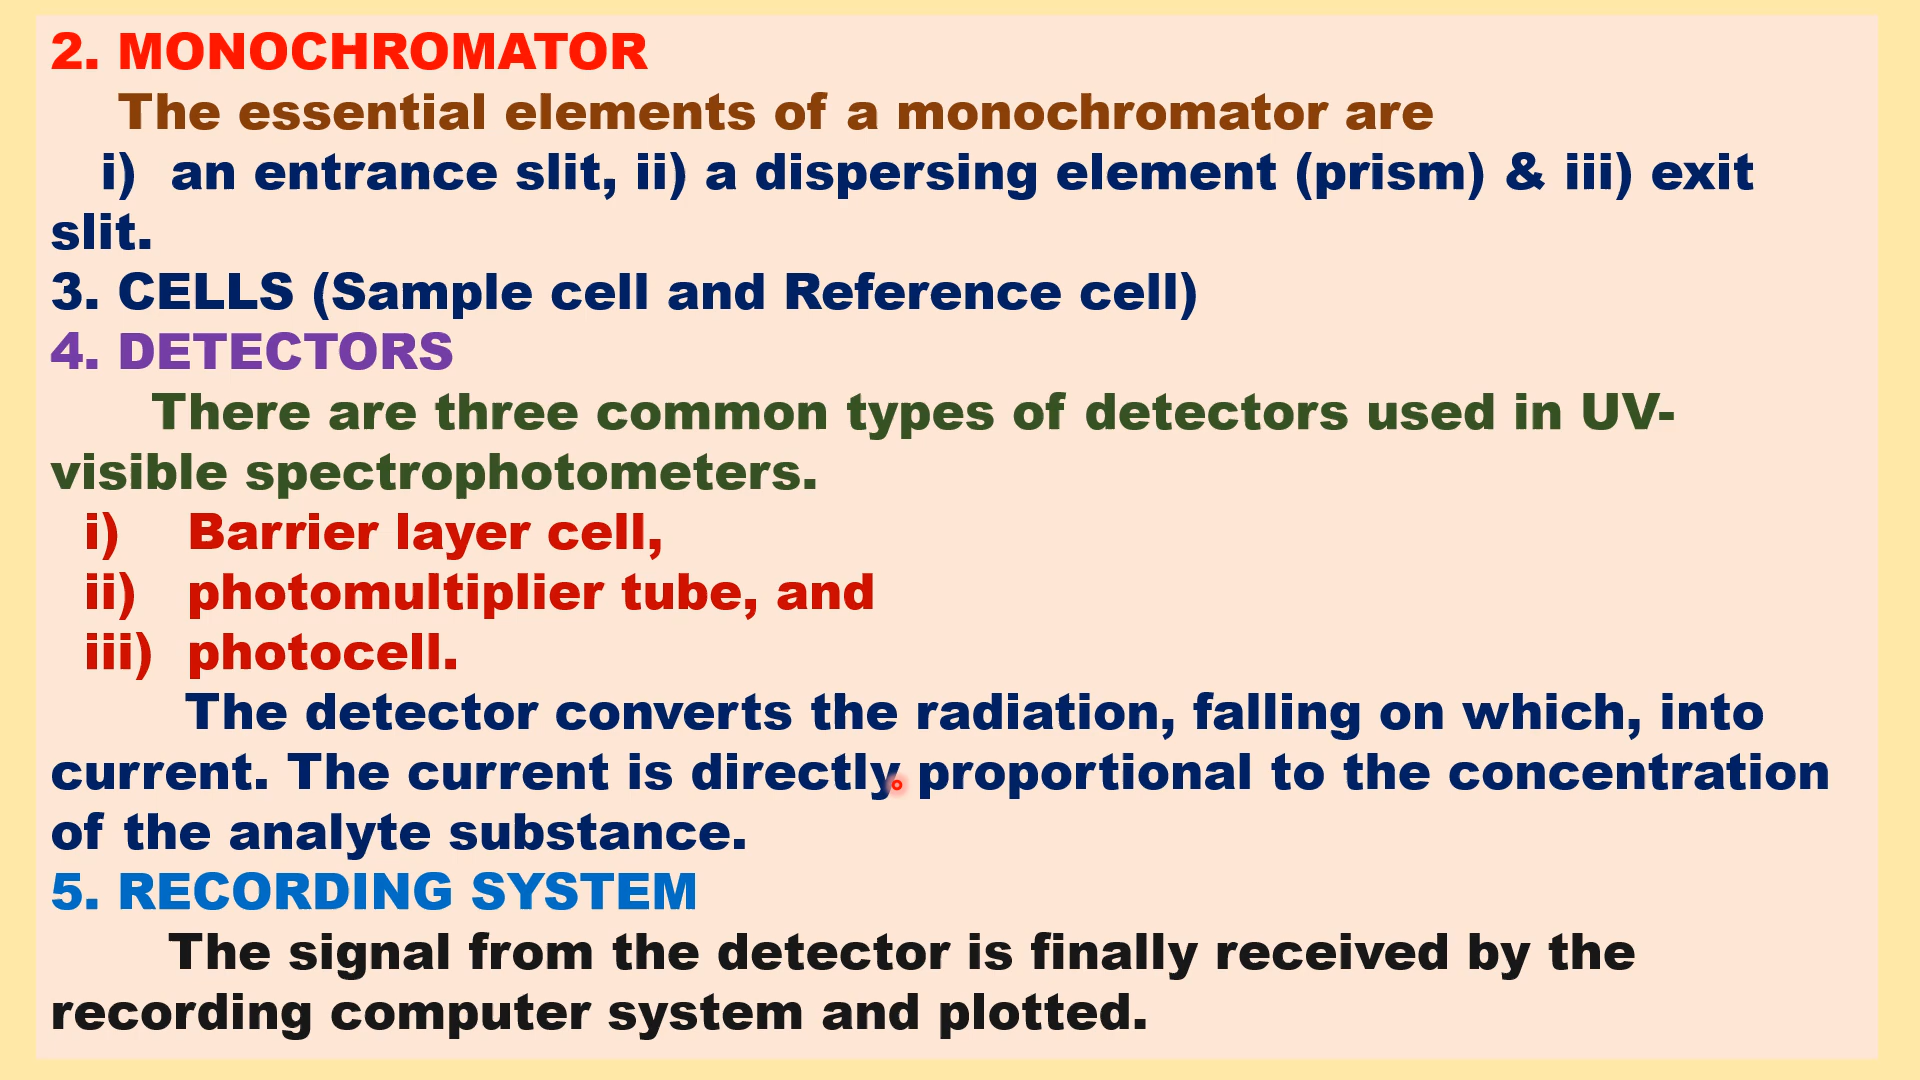 2. MONOCHROMATOR
The essential elements of a monochromator are
i) an entrance slit, ii) a dispersing element (prism) & iii) exit
slit.
3. CELLS (Sample cell and Reference cell)
4. DETECTORS
There are three common types of detectors used in UV-
visible spectrophotometers.
i) Barrier layer cell,
ii) photomultiplier tube, and
iii) photocell.
The detector converts the radiation, falling on which, into
current. The current is directly proportional to the concentration
of the analyte substance.
5. RECORDING SYSTEM
The signal from the detector is finally received by the
recording computer system and plotted.